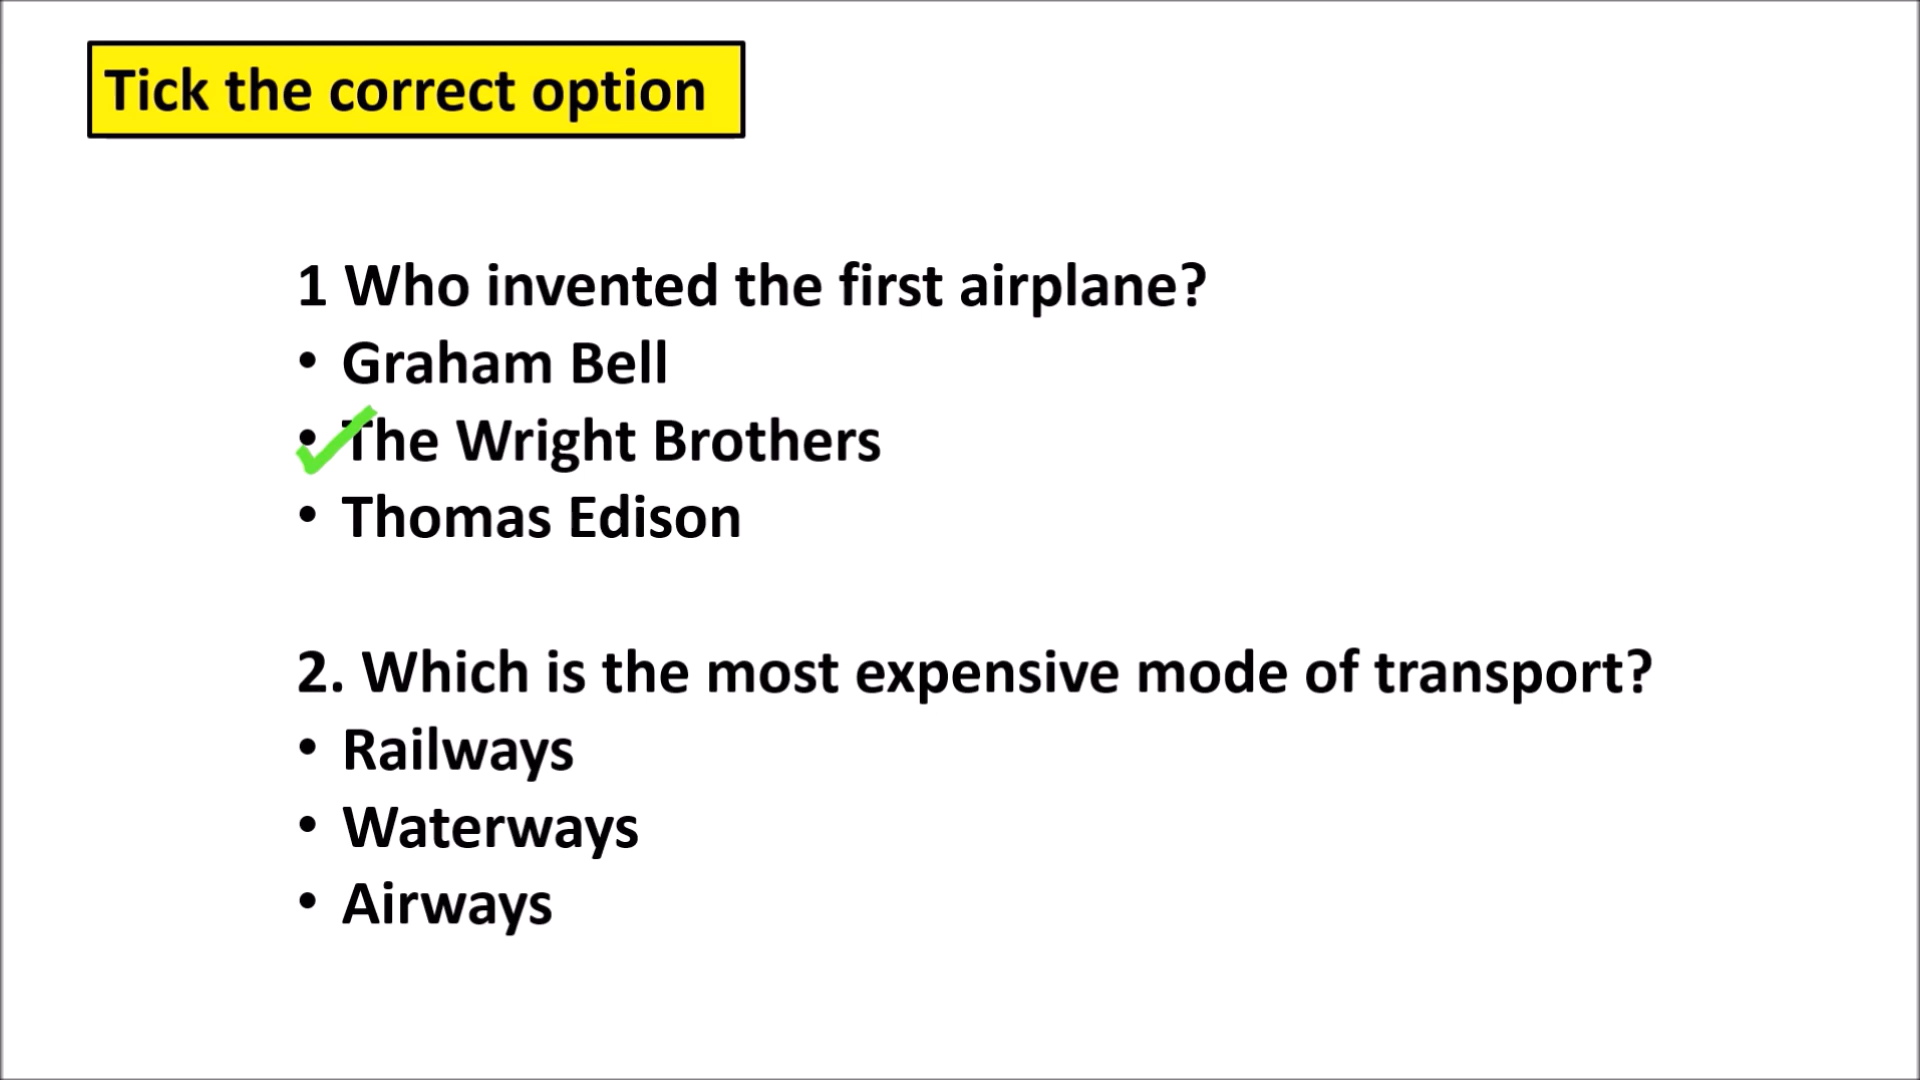 Tick the correct option
1 Who invented the first airplane?
• Graham Bell
• The Wright Brothers
• Thomas Edison
2. Which is the most expensive mode of transport?
• Railways
• Waterways
• Airways